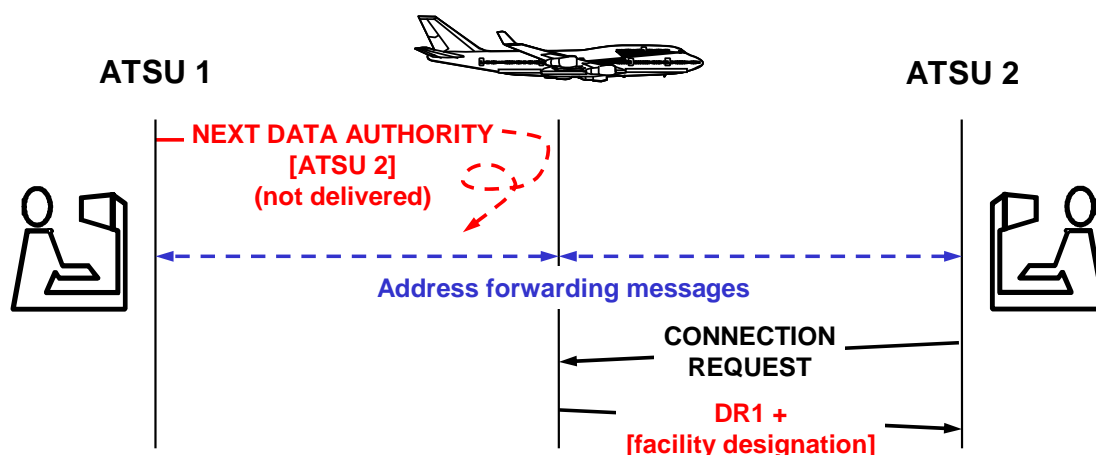 ATSU 1
ATSU 2
NEXT DATA AUTHORITY
[ATSU 2]
(not delivered)
Address forwarding messages
CONNECTION
REQUEST
DR1 +
[facility designation]